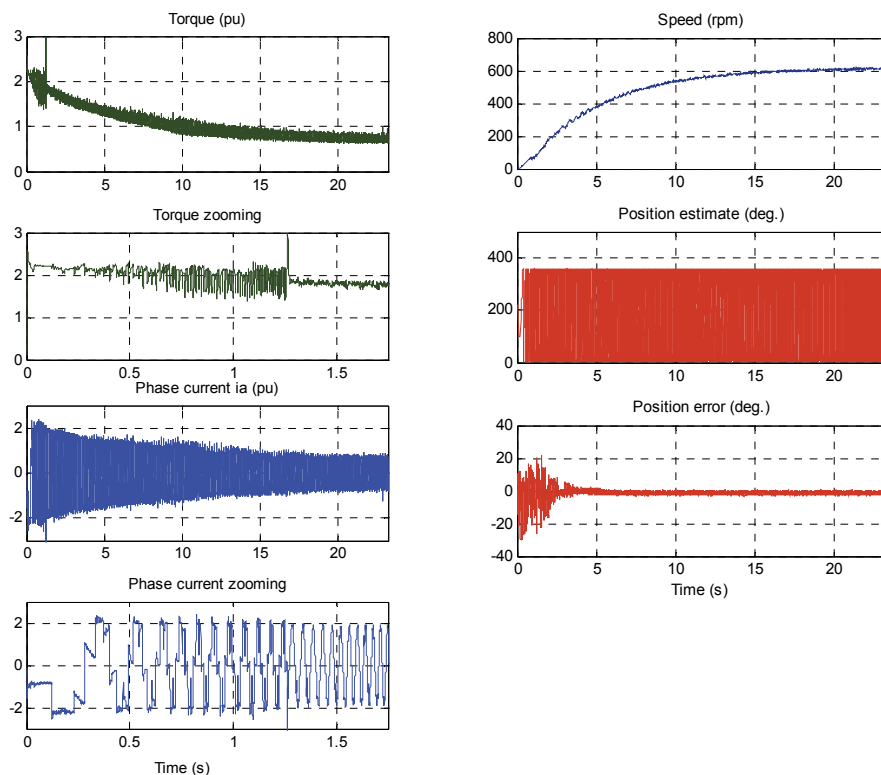 Torque (pu)
3
2
1
0
0 5 10 15 20
Torque zooming
3
2
1
0
0 0.5 1 1.5
Phase current ia (pu)
2
0
-2
0 5 10 15 20
Phase current zooming
2
0
-2
0 0.5 1 1.5
Time (s)
Speed (rpm)
800
600
400
200
0
0 5 10 15 20
Position estimate (deg.)
400
200
0
0 5 10 15 20
Position error (deg.)
40
20
0
-20
-40
0 5 10 15 20
Time (s)